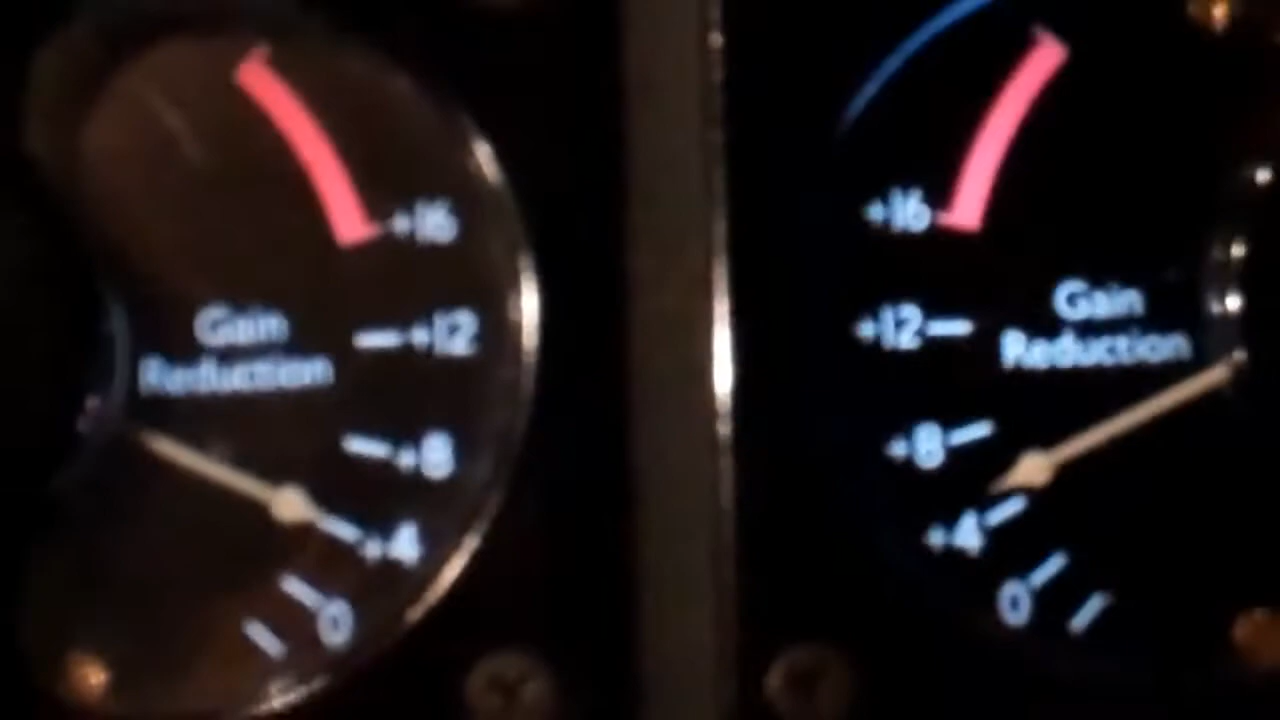 +16
Gain
Reduction
+12
+8
+4
0
+16
Gain
Reduction
+12
+8
+4
0